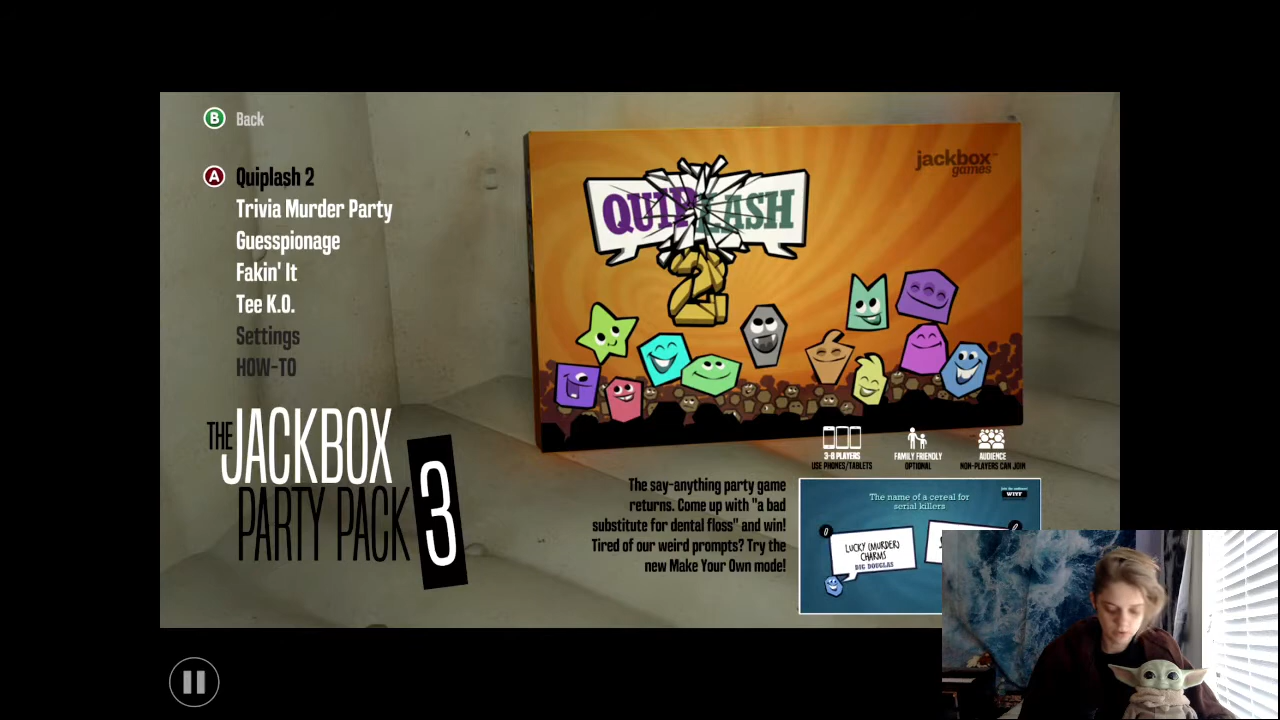 B Back
A Quiplash 2
Trivia Murder Party
Guesspionage
Fakin' It
Tee K.O.
Settings
HOW-TO
THE JACKBOX
PARTY PACK 3
jackbox
games
QUIPLASH
2
3-8 PLAYERS
USE PHONES/TABLETS
FAMILY FRIENDLY
OPTIONAL
AUDIENCE
NON-PLAYERS CAN JOIN
The say-anything party game
returns. Come up with "a bad
substitute for dental floss" and win!
Tired of our weird prompts? Try the
new Make Your Own mode!
The name of a cereal for
serial killers
LUCKY (MURDER)
CHARMS
BIG DOUGLAS